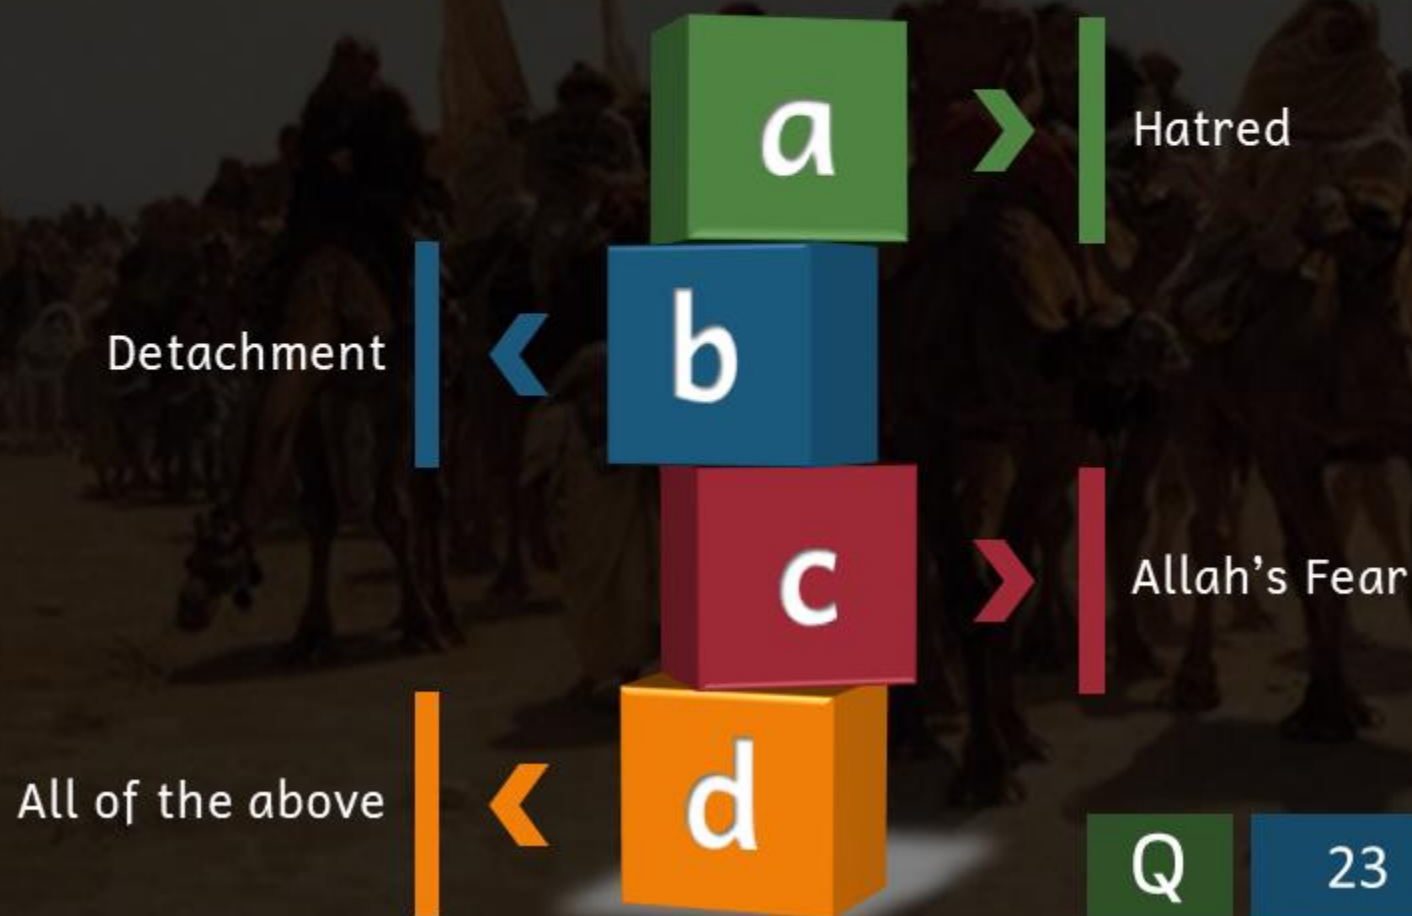 a
Hatred
b
Detachment
c
Allah’s Fear
d
All of the above
Q 23